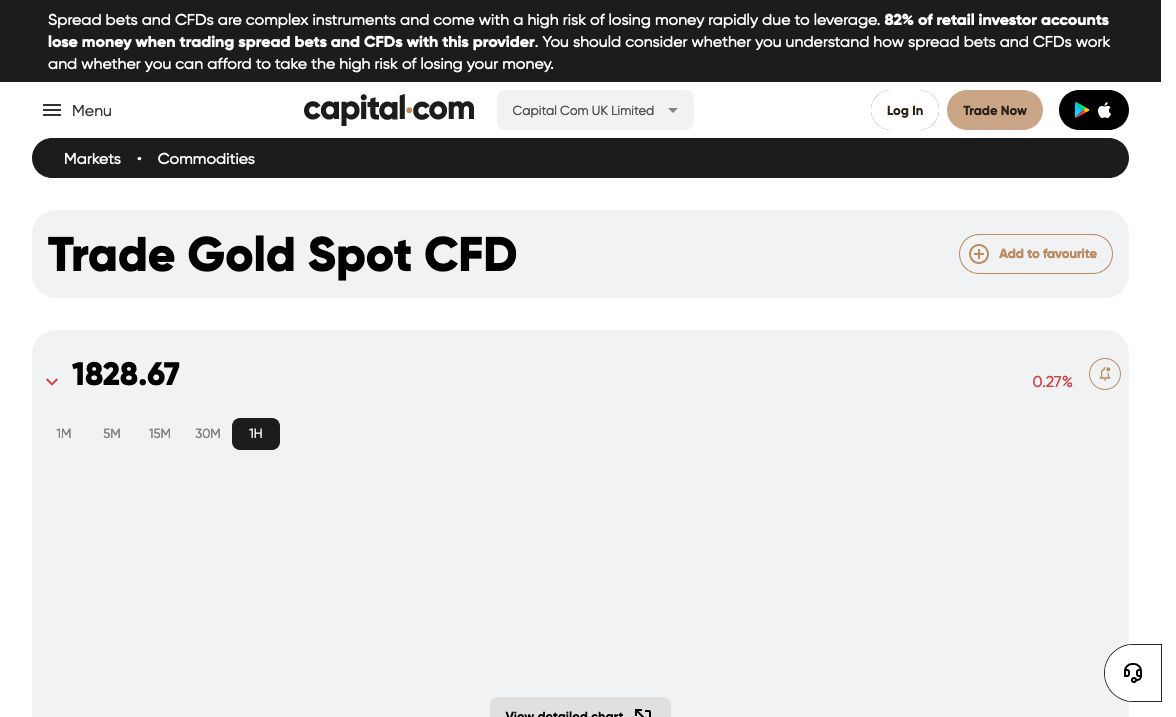 Spread bets and CFDs are complex instruments and come with a high risk of losing money rapidly due to leverage. 82% of retail investor accounts
lose money when trading spread bets and CFDs with this provider. You should consider whether you understand how spread bets and CFDs work
and whether you can afford to take the high risk of losing your money.
Menu
capital.com
Capital Com UK Limited
Log In
Trade Now
Markets • Commodities
Trade Gold Spot CFD
Add to favourite
1828.67
0.27%
1M 5M 15M 30M 1H
View detailed chart